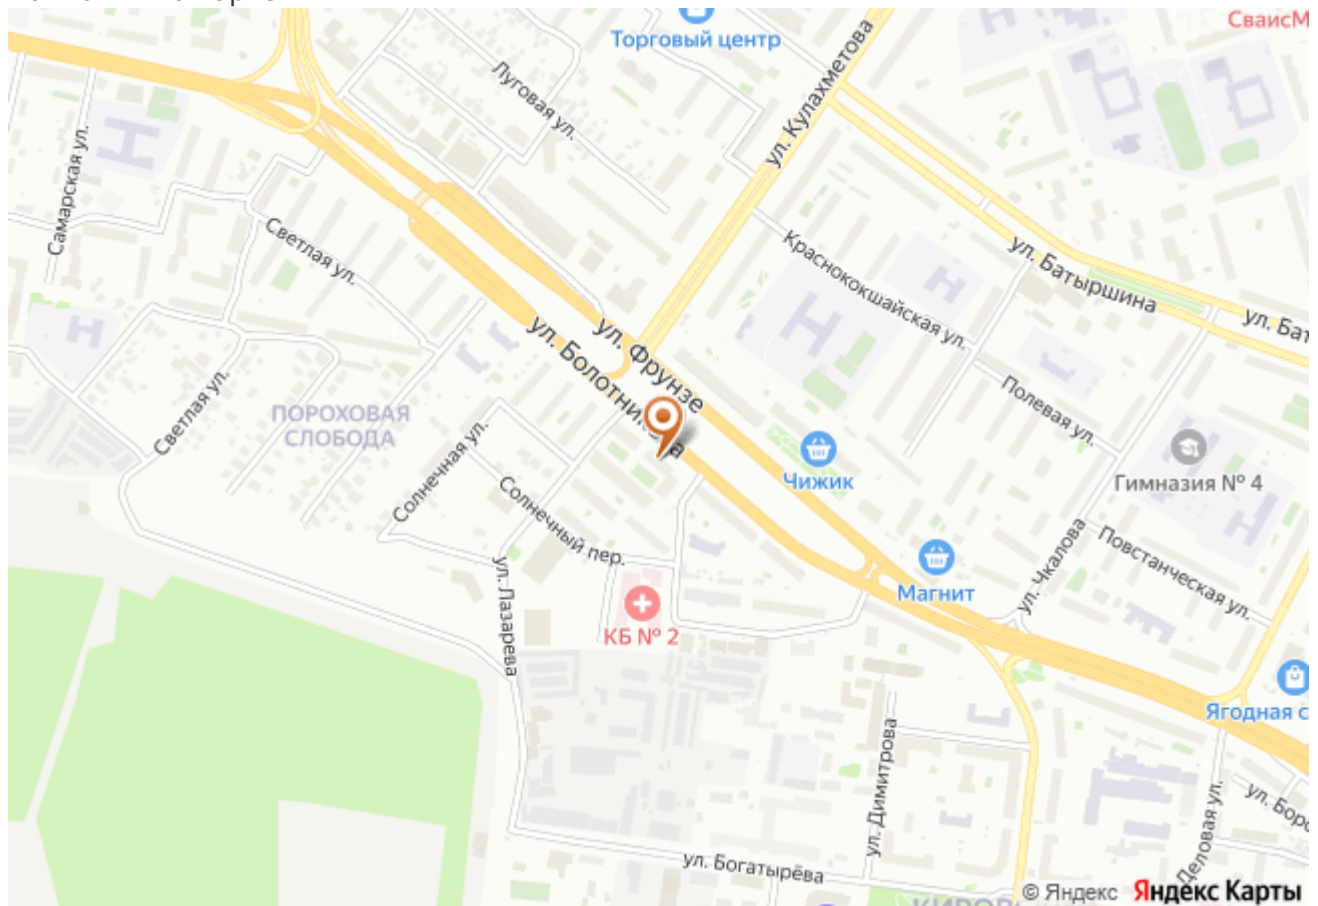 Торговый центр
СваисМ
ул. Кулахметова
Луговая ул.
Самарская ул.
Светлая ул.
Краснококшайская ул.
ул. Батыршина
ул. Бат
ул. Фрунзе
ул. Болотникова
ПОРОХОВАЯ
СЛОБОДА
Светлая ул.
Солнечная ул.
Полевая ул.
Чижик
Гимназия № 4
Солнечный пер.
Магнит
ул. Чкалова
Повстанческая ул.
ул. Лазарева
КБ № 2
Ягодная с
ул. Димитрова
Деловая ул.
ул. Боро
ул. Богатырёва
© Яндекс Яндекс Карты